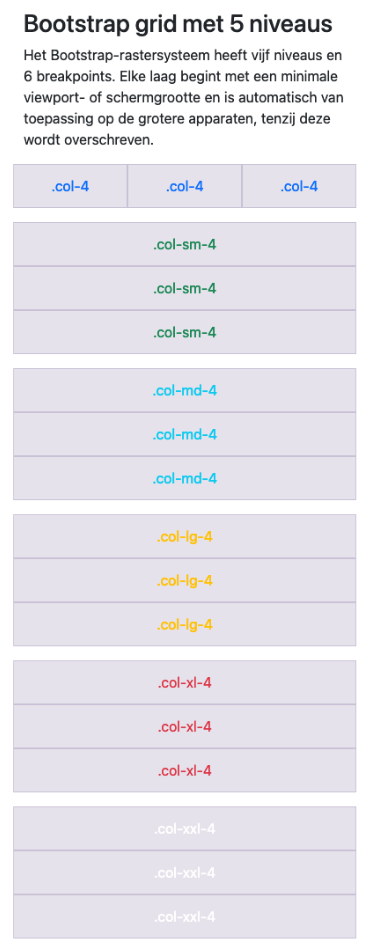 Bootstrap grid met 5 niveaus
Het Bootstrap-rastersysteem heeft vijf niveaus en
6 breakpoints. Elke laag begint met een minimale
viewport- of schermgrootte en is automatisch van
toepassing op de grotere apparaten, tenzij deze
wordt overschreven.
.col-4 .col-4 .col-4
.col-sm-4
.col-sm-4
.col-sm-4
.col-md-4
.col-md-4
.col-md-4
.col-lg-4
.col-lg-4
.col-lg-4
.col-xl-4
.col-xl-4
.col-xl-4
.col-xxl-4
.col-xxl-4
.col-xxl-4